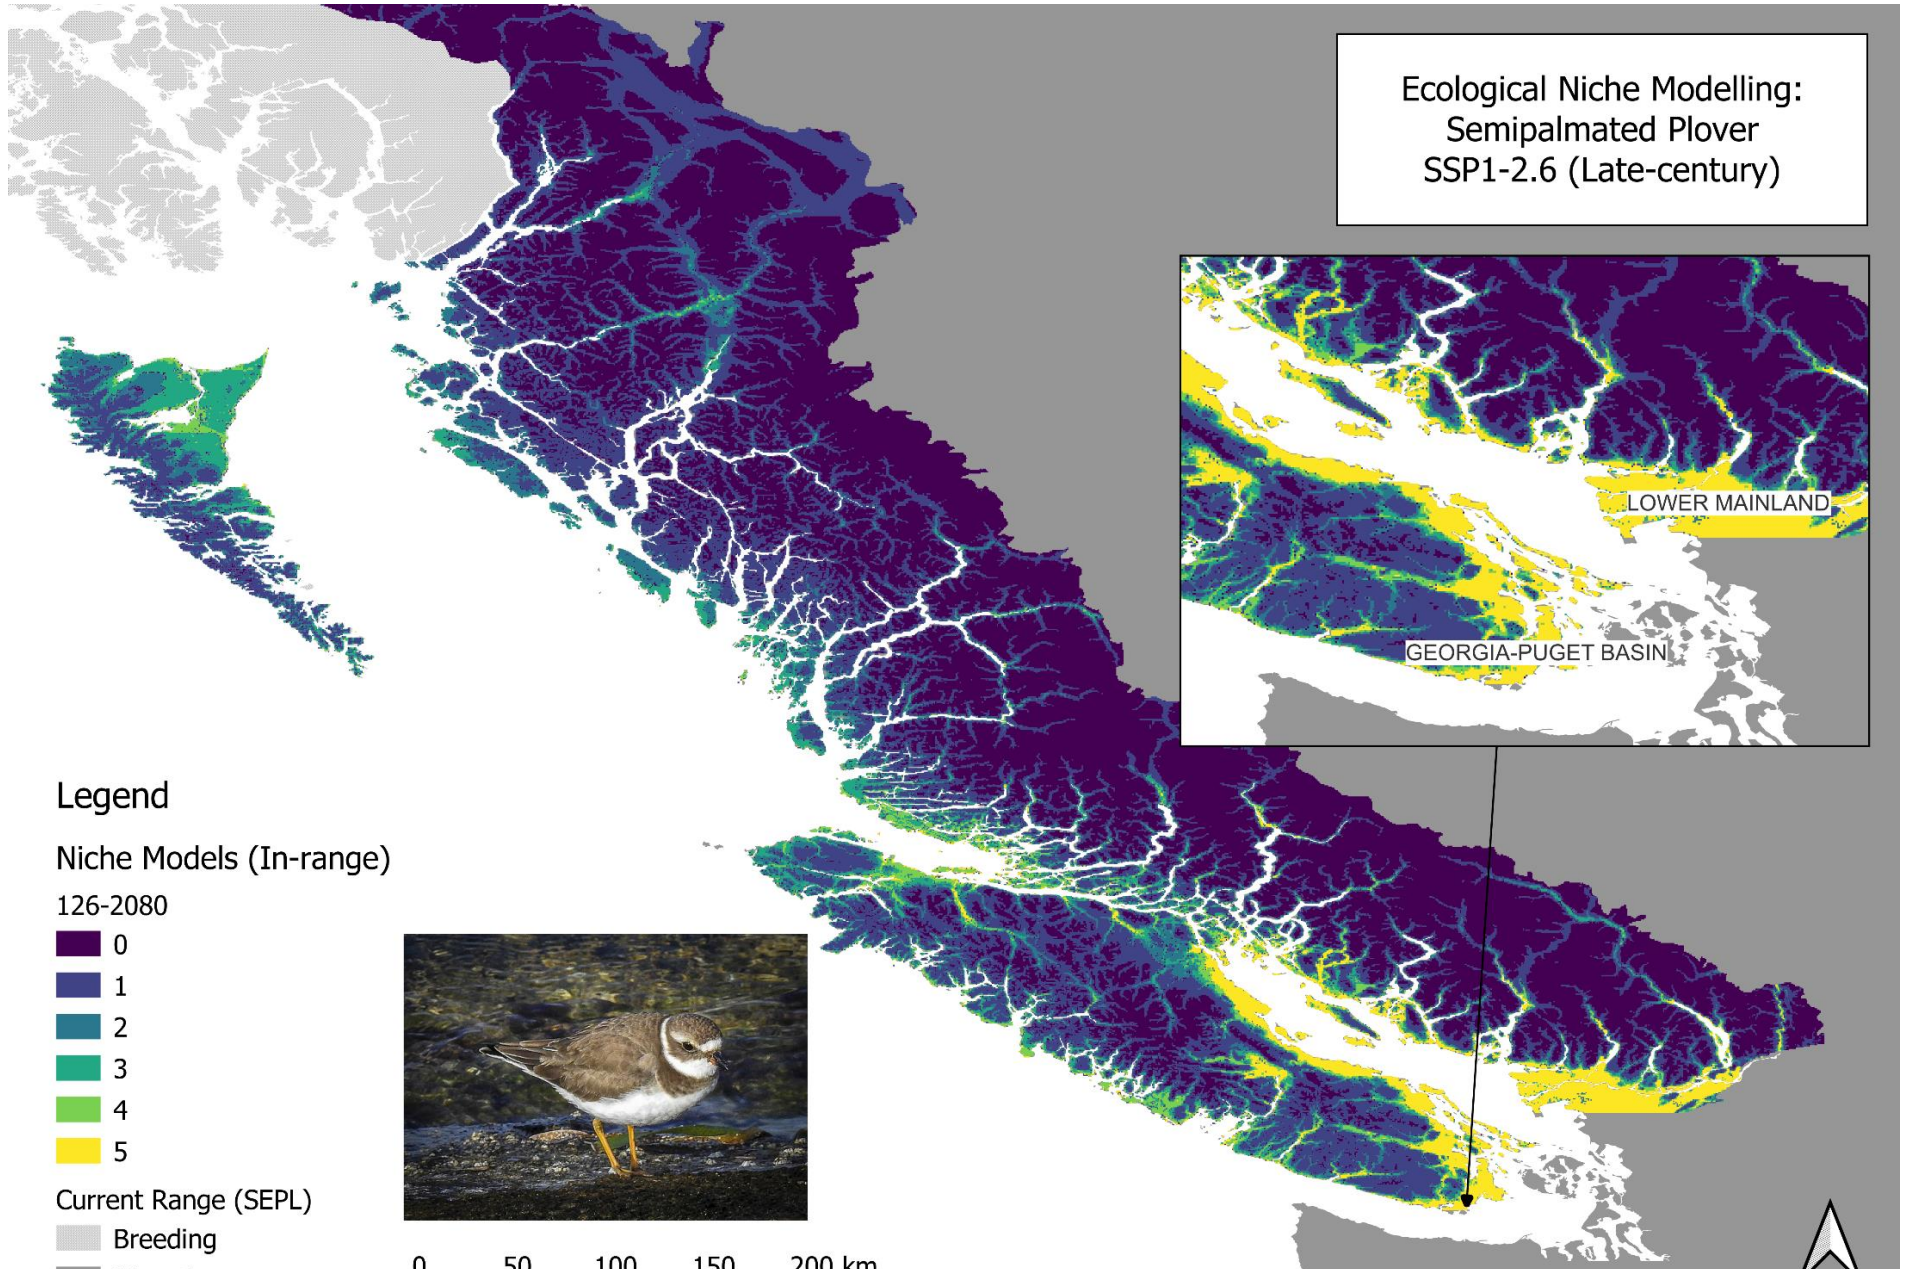 Ecological Niche Modelling:
Semipalmated Plover
SSP1-2.6 (Late-century)
LOWER MAINLAND
GEORGIA-PUGET BASIN
Legend
Niche Models (In-range)
126-2080
0
1
2
3
4
5
Current Range (SEPL)
Breeding
0 50 100 150 200 km